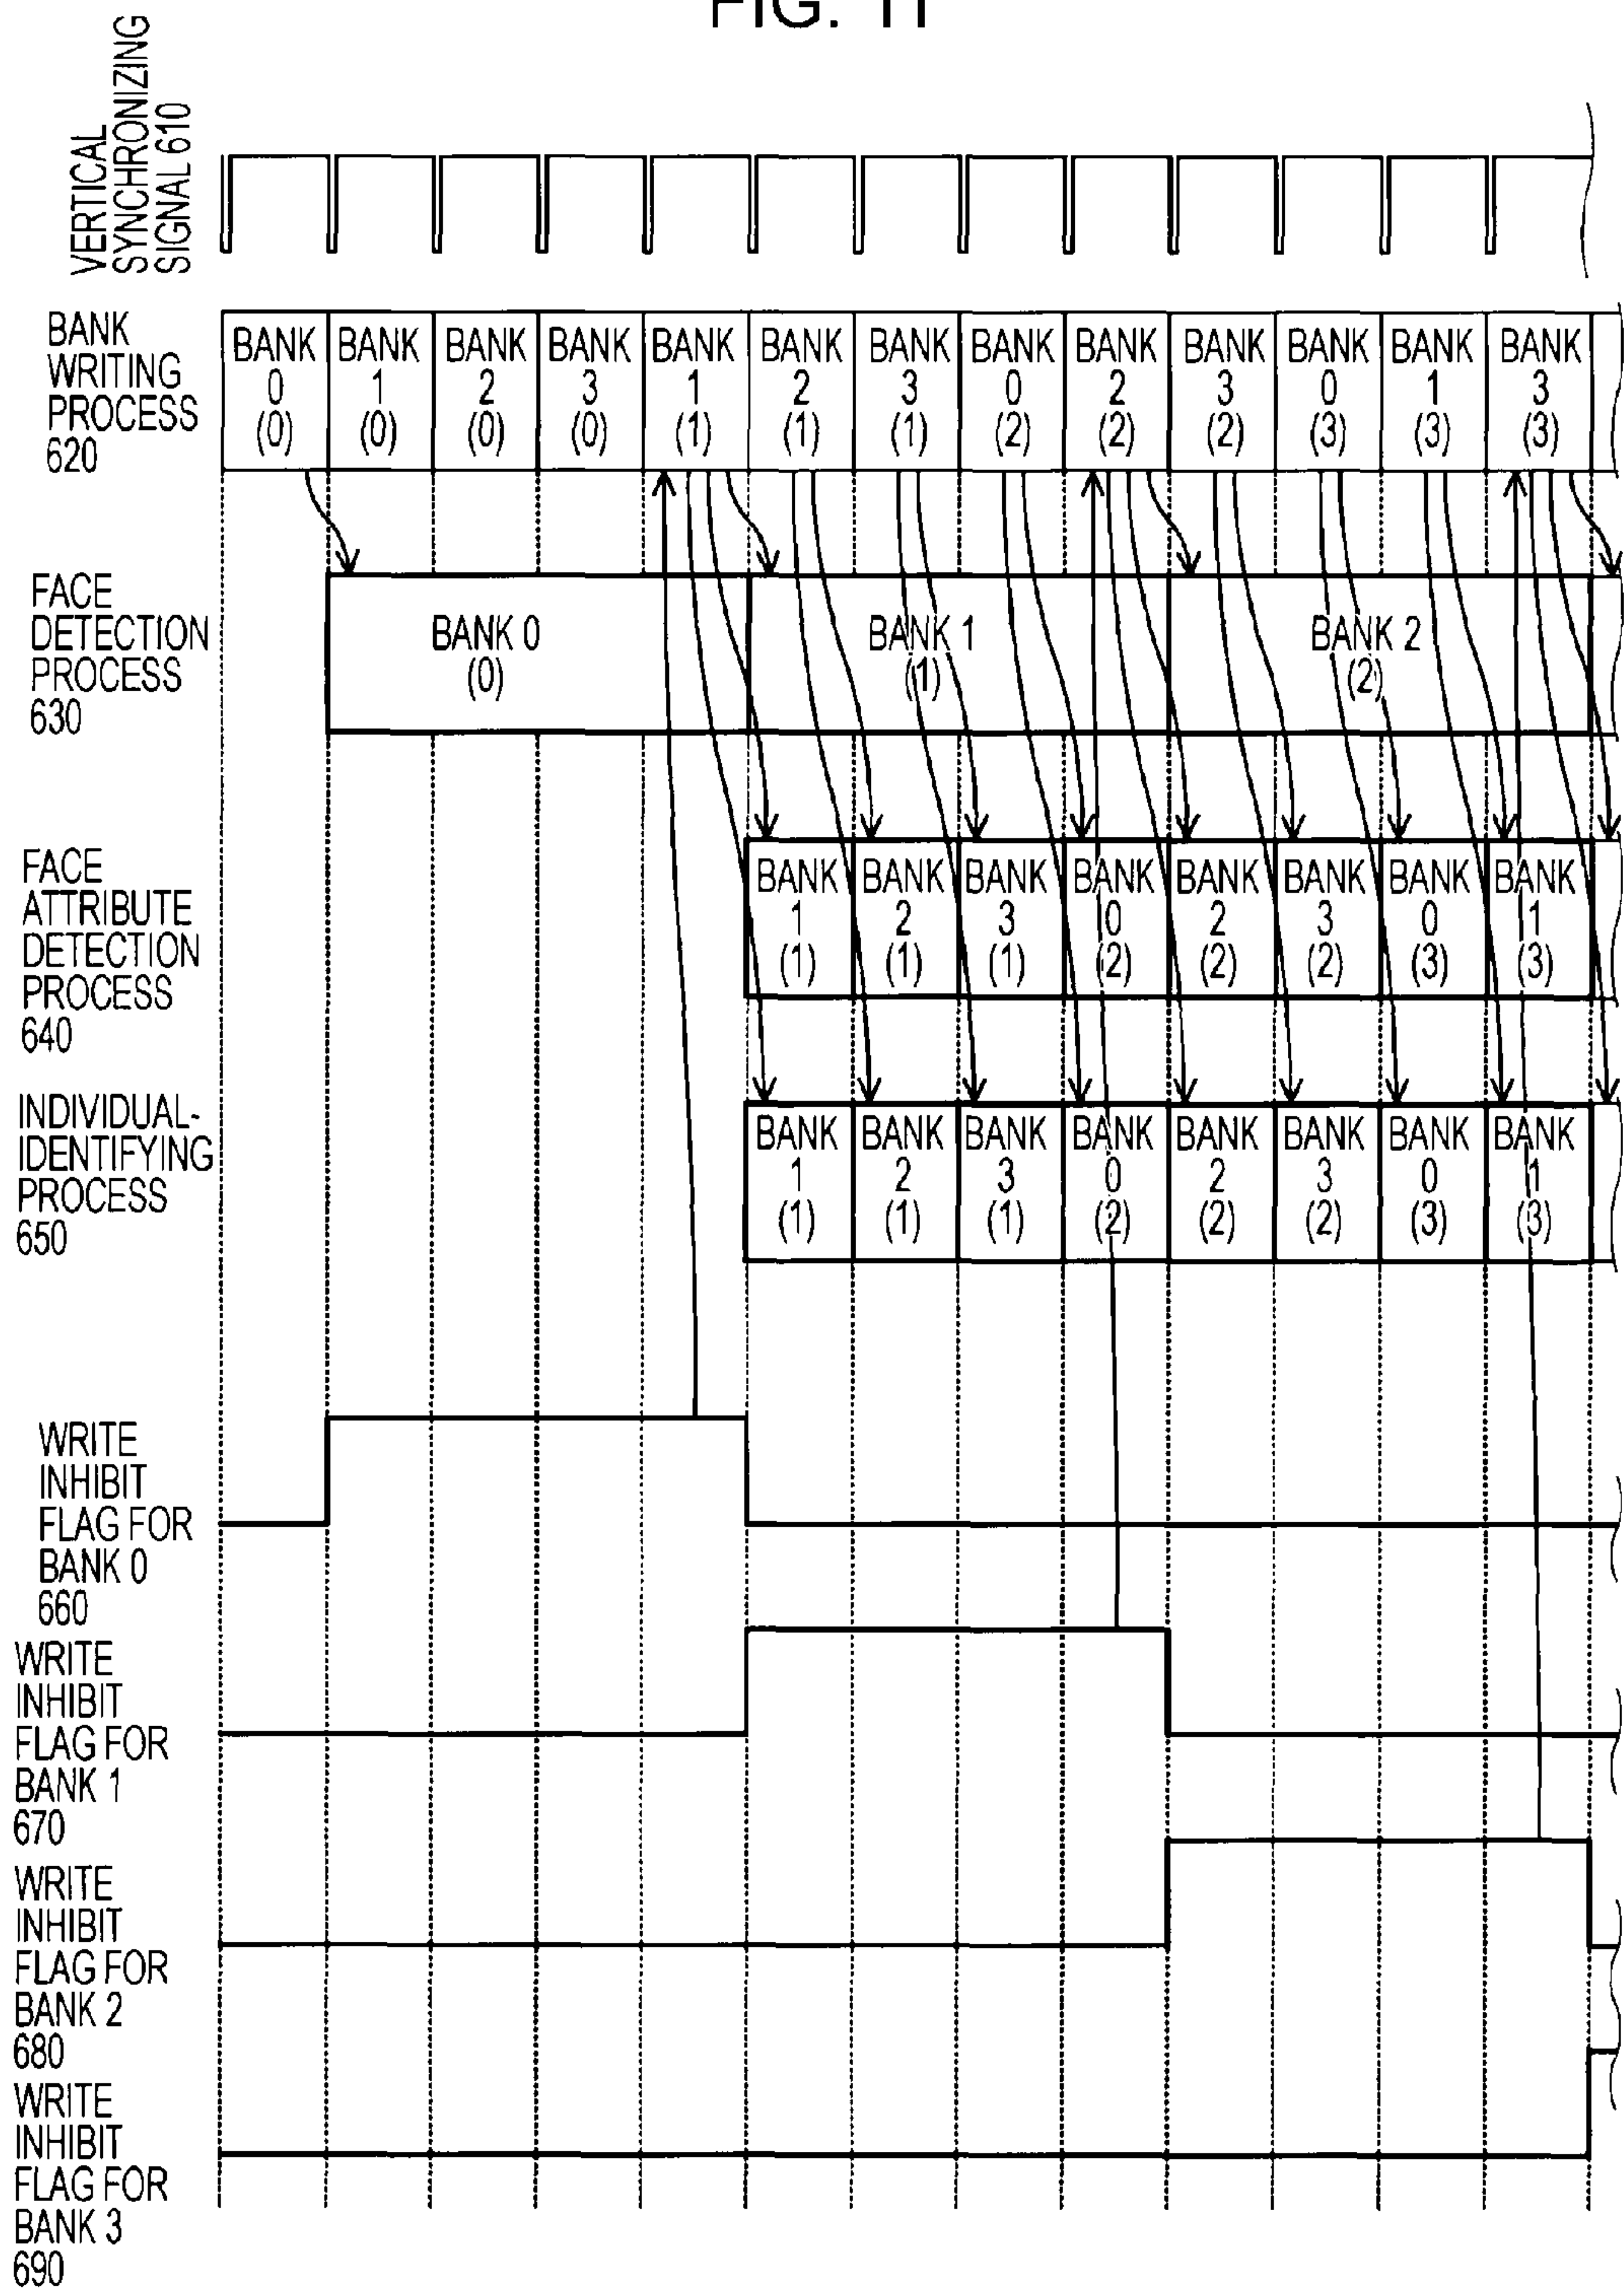 FIG. 11
VERTICAL
SYNCHRONIZING
SIGNAL 610
BANK
WRITING
PROCESS
620
BANK 0 (0)
BANK 1 (0)
BANK 2 (0)
BANK 3 (0)
BANK 1 (1)
BANK 2 (1)
BANK 3 (1)
BANK 0 (2)
BANK 2 (2)
BANK 3 (2)
BANK 0 (3)
BANK 1 (3)
BANK 3 (3)
FACE
DETECTION
PROCESS
630
BANK 0
(0)
BANK 1
(1)
BANK 2
(2)
FACE
ATTRIBUTE
DETECTION
PROCESS
640
BANK 1 (1)
BANK 2 (1)
BANK 3 (1)
BANK 0 (2)
BANK 2 (2)
BANK 3 (2)
BANK 0 (3)
BANK 1 (3)
INDIVIDUAL-
IDENTIFYING
PROCESS
650
BANK 1 (1)
BANK 2 (1)
BANK 3 (1)
BANK 0 (2)
BANK 2 (2)
BANK 3 (2)
BANK 0 (3)
BANK 1 (3)
WRITE
INHIBIT
FLAG FOR
BANK 0
660
WRITE
INHIBIT
FLAG FOR
BANK 1
670
WRITE
INHIBIT
FLAG FOR
BANK 2
680
WRITE
INHIBIT
FLAG FOR
BANK 3
690